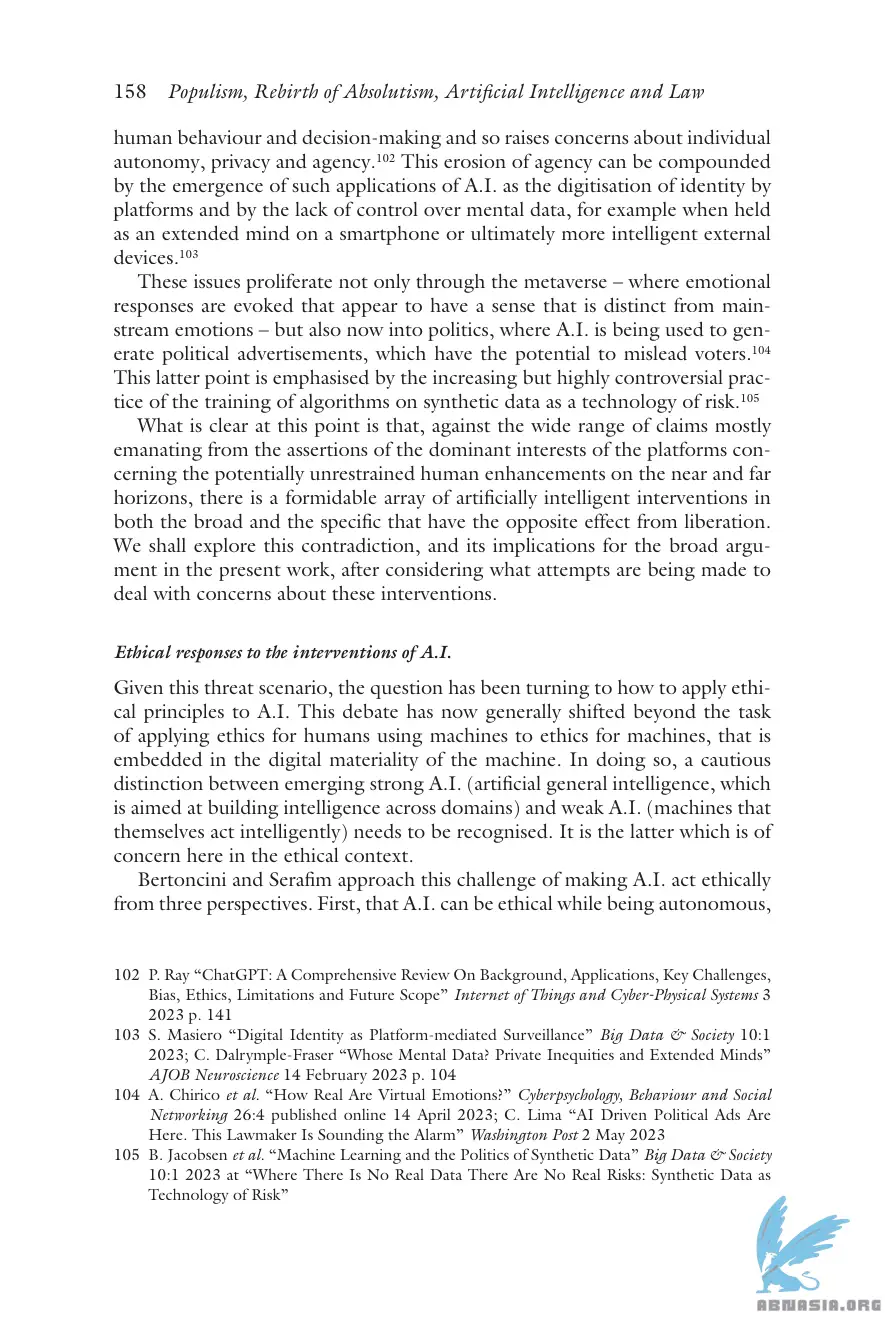 158 Populism, Rebirth of Absolutism, Artificial Intelligence and Law
human behaviour and decision-making and so raises concerns about individual
autonomy, privacy and agency.102 This erosion of agency can be compounded
by the emergence of such applications of A.I. as the digitisation of identity by
platforms and by the lack of control over mental data, for example when held
as an extended mind on a smartphone or ultimately more intelligent external
devices.103
These issues proliferate not only through the metaverse – where emotional
responses are evoked that appear to have a sense that is distinct from main-
stream emotions – but also now into politics, where A.I. is being used to gen-
erate political advertisements, which have the potential to mislead voters.104
This latter point is emphasised by the increasing but highly controversial prac-
tice of the training of algorithms on synthetic data as a technology of risk.105
What is clear at this point is that, against the wide range of claims mostly
emanating from the assertions of the dominant interests of the platforms con-
cerning the potentially unrestrained human enhancements on the near and far
horizons, there is a formidable array of artificially intelligent interventions in
both the broad and the specific that have the opposite effect from liberation.
We shall explore this contradiction, and its implications for the broad argu-
ment in the present work, after considering what attempts are being made to
deal with concerns about these interventions.
Ethical responses to the interventions of A.I.
Given this threat scenario, the question has been turning to how to apply ethi-
cal principles to A.I. This debate has now generally shifted beyond the task
of applying ethics for humans using machines to ethics for machines, that is
embedded in the digital materiality of the machine. In doing so, a cautious
distinction between emerging strong A.I. (artificial general intelligence, which
is aimed at building intelligence across domains) and weak A.I. (machines that
themselves act intelligently) needs to be recognised. It is the latter which is of
concern here in the ethical context.
Bertoncini and Serafim approach this challenge of making A.I. act ethically
from three perspectives. First, that A.I. can be ethical while being autonomous,
102 P. Ray “ChatGPT: A Comprehensive Review On Background, Applications, Key Challenges,
Bias, Ethics, Limitations and Future Scope” Internet of Things and Cyber-Physical Systems 3
2023 p. 141
103 S. Masiero “Digital Identity as Platform-mediated Surveillance” Big Data & Society 10:1
2023; C. Dalrymple-Fraser “Whose Mental Data? Private Inequities and Extended Minds”
AJOB Neuroscience 14 February 2023 p. 104
104 A. Chirico et al. “How Real Are Virtual Emotions?” Cyberpsychology, Behaviour and Social
Networking 26:4 published online 14 April 2023; C. Lima “AI Driven Political Ads Are
Here. This Lawmaker Is Sounding the Alarm” Washington Post 2 May 2023
105 B. Jacobsen et al. “Machine Learning and the Politics of Synthetic Data” Big Data & Society
10:1 2023 at “Where There Is No Real Data There Are No Real Risks: Synthetic Data as
Technology of Risk”
ABNASIA.ORG